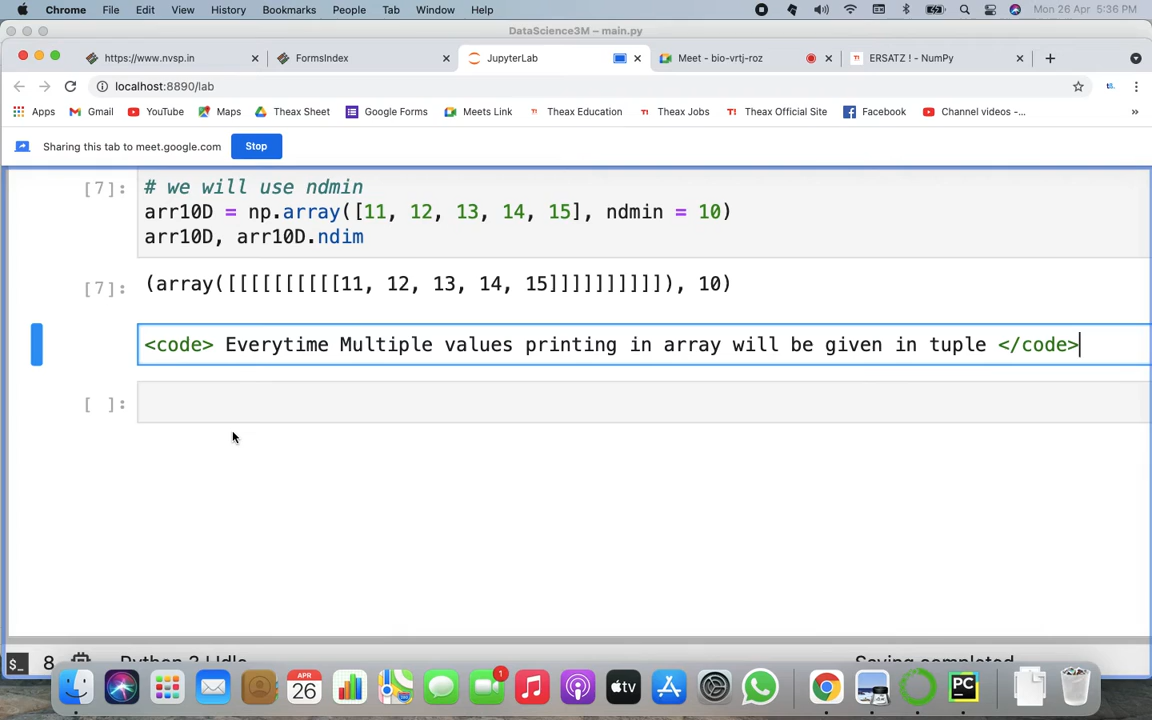 Chrome File Edit View History Bookmarks People Tab Window Help Mon 26 Apr 5:36 PM
DataScience3M – main.py
https://www.nvsp.in FormsIndex JupyterLab Meet - bio-vrtj-roz ERSATZ ! - NumPy
localhost:8890/lab
Apps Gmail YouTube Maps Theax Sheet Google Forms Meets Link Theax Education Theax Jobs Theax Official Site Facebook Channel videos -... »
Sharing this tab to meet.google.com Stop
[7]: # we will use ndmin
arr10D = np.array([11, 12, 13, 14, 15], ndmin = 10)
arr10D, arr10D.ndim
[7]: (array([[[[[[[[[[11, 12, 13, 14, 15]]]]]]]]]]), 10)
<code> Everytime Multiple values printing in array will be given in tuple </code>
[ ]:
$_ 8 Python 3 | Idle Saving completed
APR
26
1
tv
PC